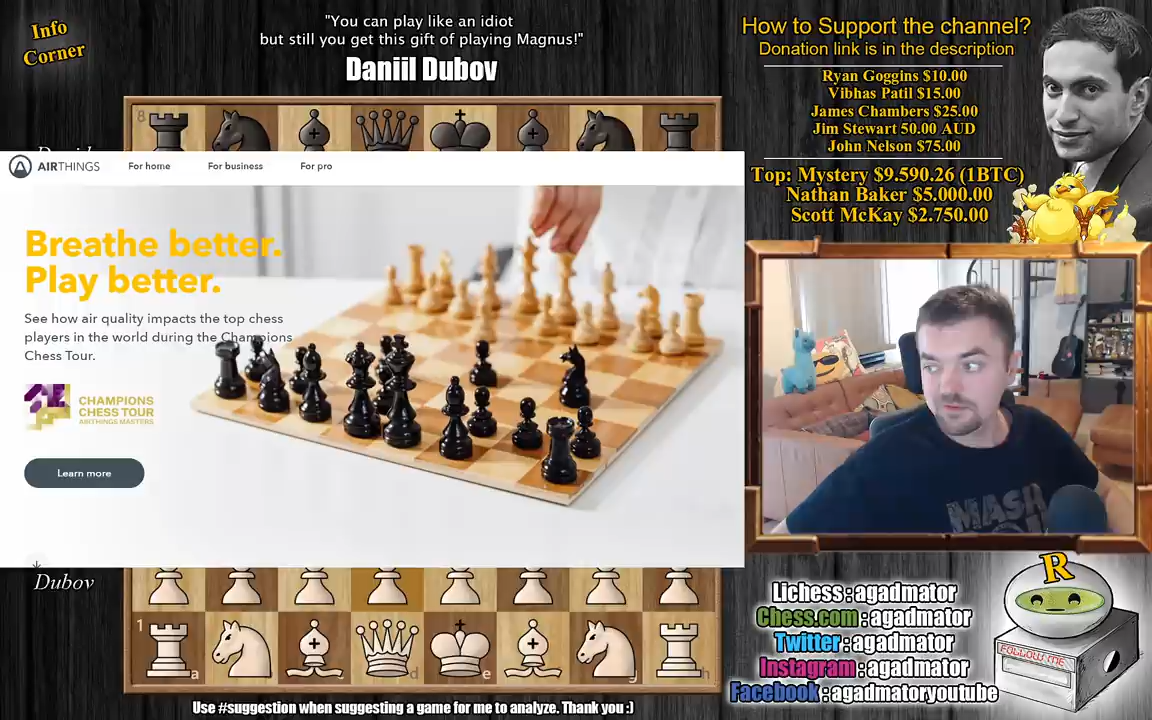 Info
Corner
"You can play like an idiot
but still you get this gift of playing Magnus!"
Daniil Dubov
How to Support the channel?
Donation link is in the description
Ryan Goggins $10.00
Vibhas Patil $15.00
James Chambers $25.00
Jim Stewart 50.00 AUD
John Nelson $75.00
Top: Mystery $9.590.26 (1BTC)
Nathan Baker $5.000.00
Scott McKay $2.750.00
8
AIRTHINGS
For home
For business
For pro
Breathe better.
Play better.
See how air quality impacts the top chess
players in the world during the Champions
Chess Tour.
CHAMPIONS
CHESS TOUR
AIRTHINGS MASTERS
Learn more
MASH
Dubov
1
a
d
e
g
h
R
FOLLOW ME
Lichess:agadmator
Chess.com:agadmator
Twitter:agadmator
Instagram:agadmator
Facebook:agadmatoryoutube
Use #suggestion when suggesting a game for me to analyze. Thank you :)